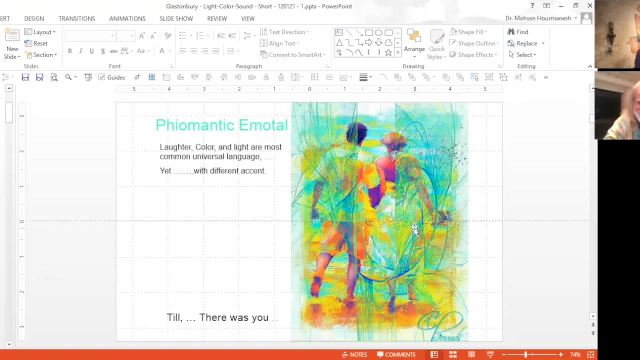 Glastonbury - Light-Color-Sound - Short - 120121 - 1.pptx - PowerPoint
DESIGN TRANSITIONS ANIMATIONS SLIDE SHOW REVIEW VIEW
Dr. Mohsen Hourmanesh
New Slide
Layout
Reset
Section
Slides
Font
Paragraph
Text Direction
Align Text
Convert to SmartArt
Arrange
Quick Styles
Shape Fill
Shape Outline
Shape Effects
Drawing
Find
Replace
Select
Editing
Guides
Phiomantic Emotal
Laughter, Color, and light are most
common universal language, ...
Yet ........with different accent.
Till, ... There was you ...
NOTES COMMENTS 74%